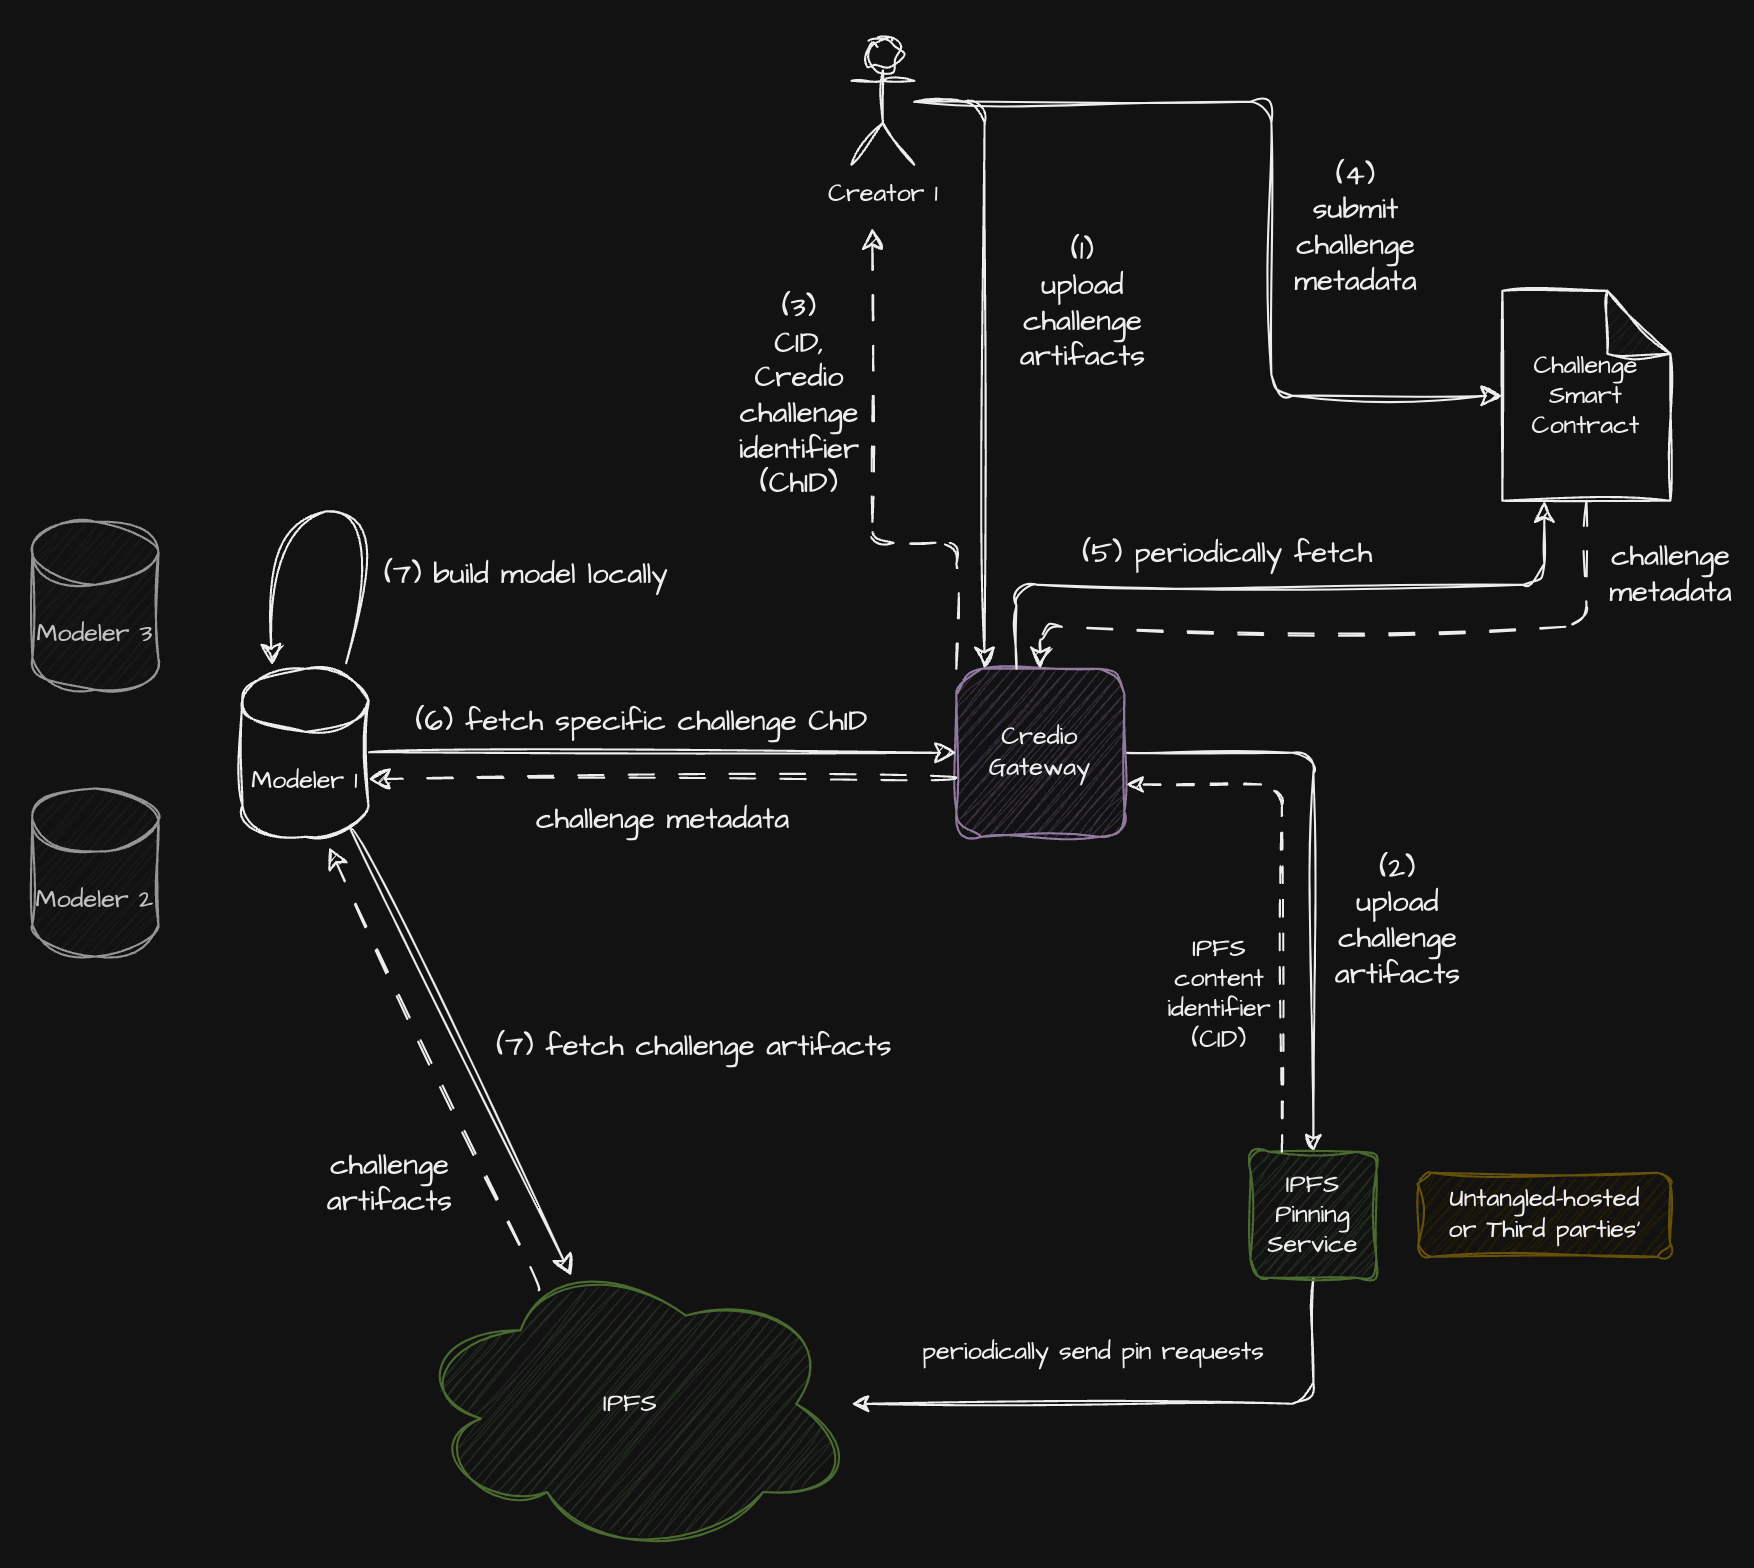 Creator 1
(4)
submit
challenge
metadata
(1)
upload
challenge
artifacts
(3)
CID,
Credio
challenge
identifier
(ChID)
Challenge
Smart
Contract
(5) periodically fetch
challenge
metadata
(7) build model locally
Modeler 3
(6) fetch specific challenge ChID
Modeler 1
challenge metadata
Credio
Gateway
Modeler 2
(2)
upload
challenge
artifacts
IPFS
content
identifier
(CID)
(7) fetch challenge artifacts
challenge
artifacts
IPFS
Pinning
Service
Untangled-hosted
or Third parties'
periodically send pin requests
IPFS